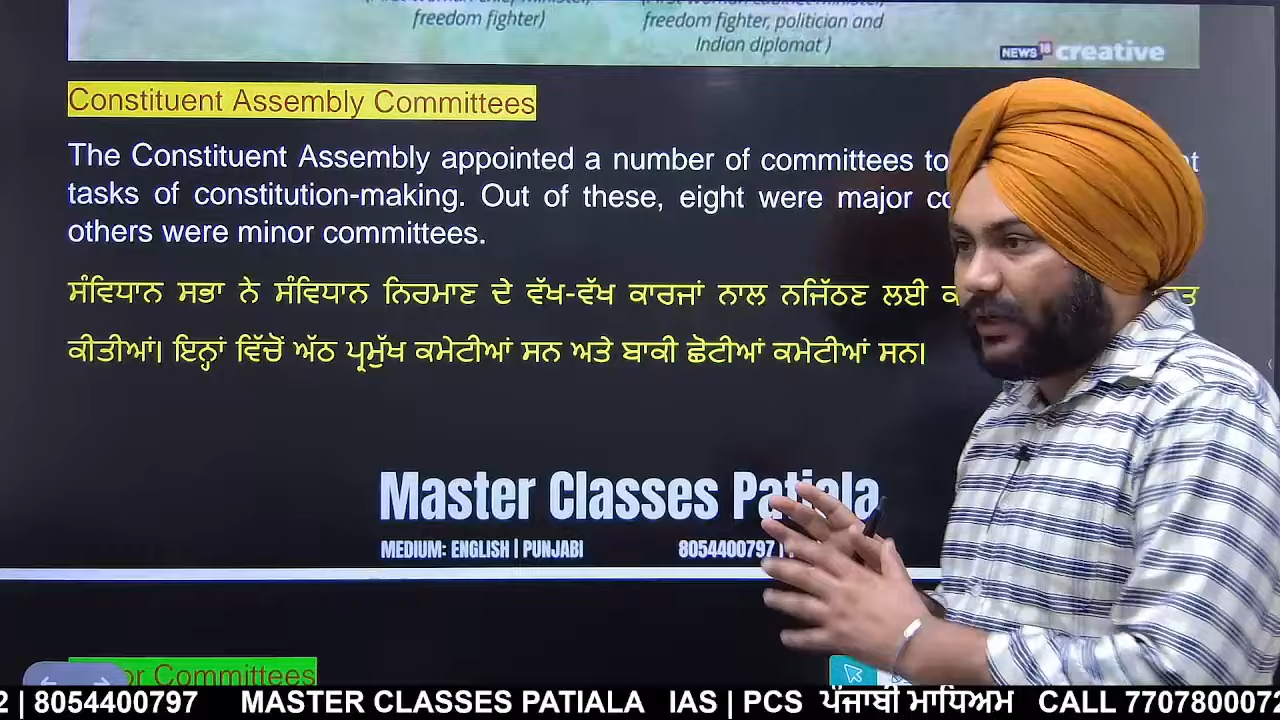 freedom fighter)
freedom fighter, politician and
Indian diplomat )
NEWS18 creative
Constituent Assembly Committees
The Constituent Assembly appointed a number of committees to
tasks of constitution-making. Out of these, eight were major
others were minor committees.
ਸੰਵਿਧਾਨ ਸਭਾ ਨੇ ਸੰਵਿਧਾਨ ਨਿਰਮਾਣ ਦੇ ਵੱਖ-ਵੱਖ ਕਾਰਜਾਂ ਨਾਲ ਨਜਿੱਠਣ ਲਈ
ਕੀਤੀਆਂ। ਇਨ੍ਹਾਂ ਵਿੱਚੋਂ ਅੱਠ ਪ੍ਰਮੁੱਖ ਕਮੇਟੀਆਂ ਸਨ ਅਤੇ ਬਾਕੀ ਛੋਟੀਆਂ ਕਮੇਟੀਆਂ ਸਨ।
Master Classes Patiala
MEDIUM: ENGLISH | PUNJABI 8054400797
Committees
2 | 8054400797 MASTER CLASSES PATIALA IAS | PCS ਪੰਜਾਬੀ ਮਾਧਿਅਮ CALL 7707800072